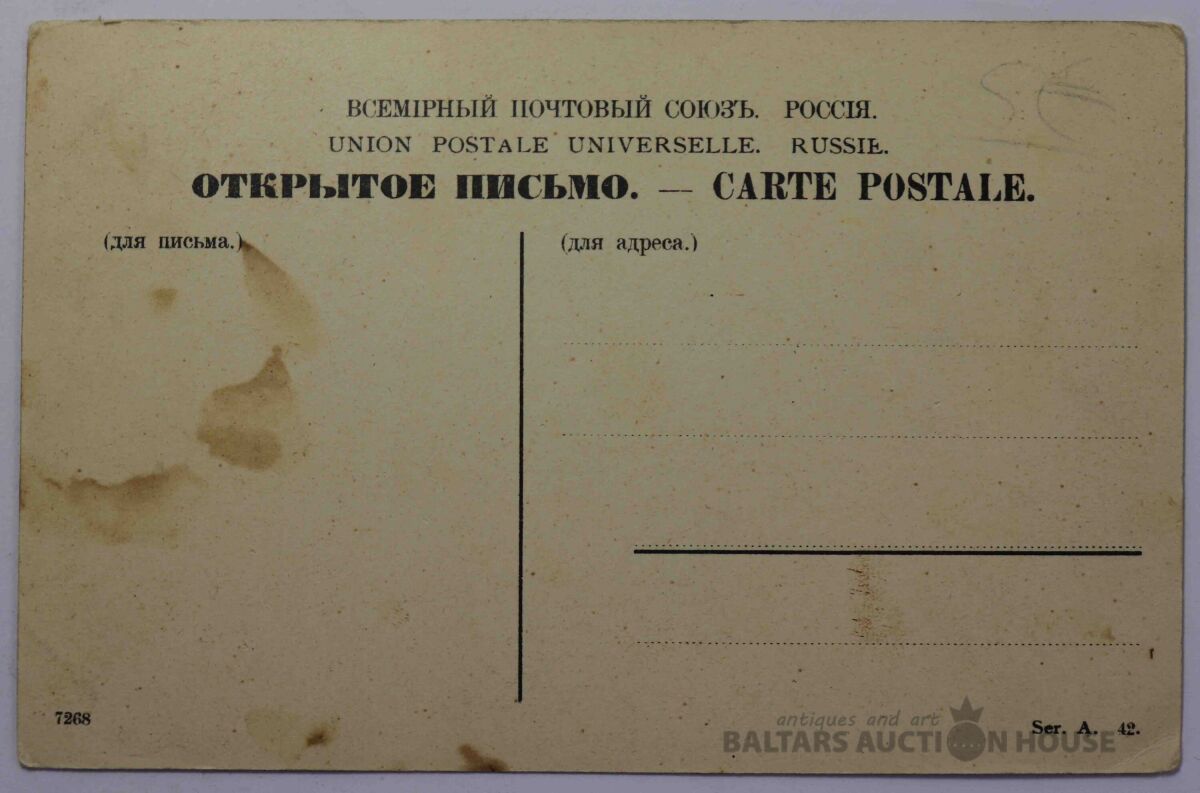 ВСЕМІРНЫЙ ПОЧТОВЫЙ СОЮЗЪ. РОССІЯ.
UNION POSTALE UNIVERSELLE. RUSSIE.
ОТКРЫТОЕ ПИСЬМО. — CARTE POSTALE.
(для письма.)
(для адреса.)
7268
Ser. A. 42.
antiques and art
BALTARS AUCTION HOUSE